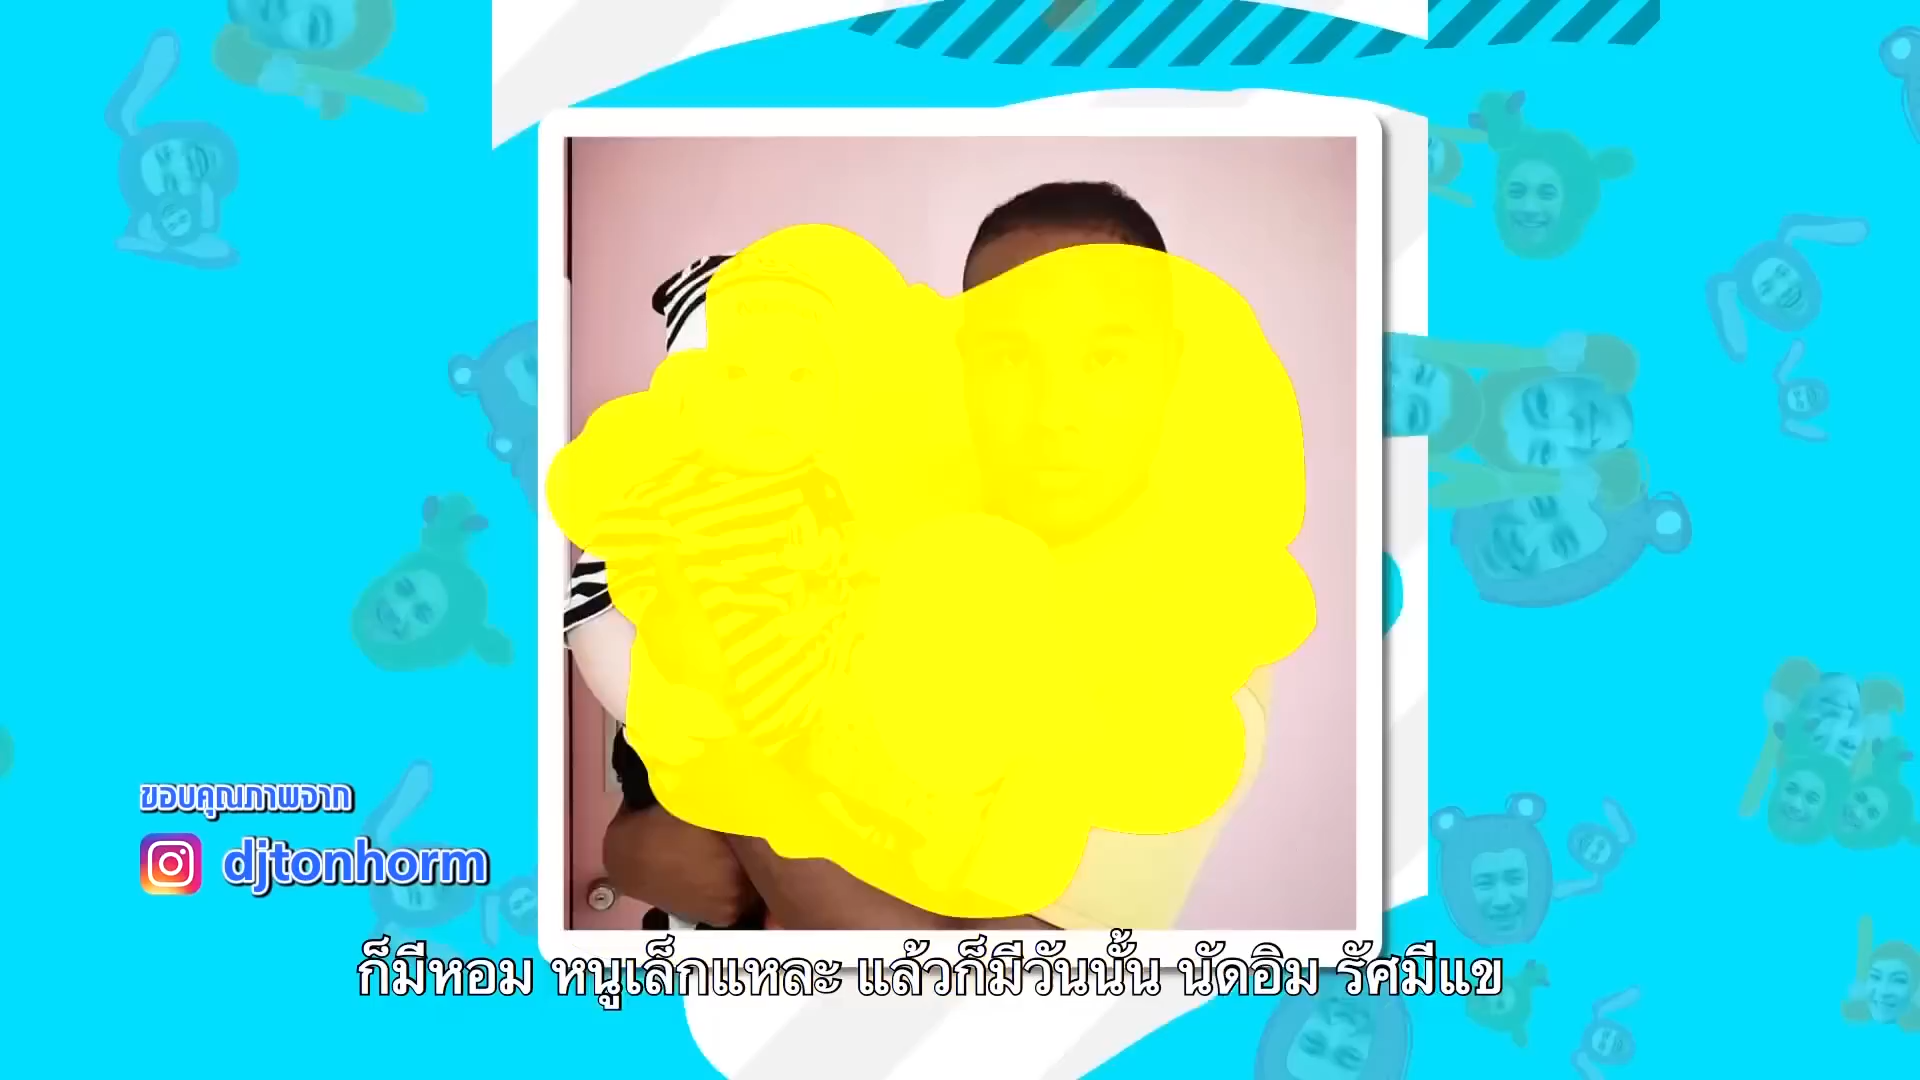 ขอบคุณภาพจาก
djtonhorm
ก็มีหอม หนูเล็กแหละ แล้วก็มีวันนั้น นัดอิม รัศมีแข